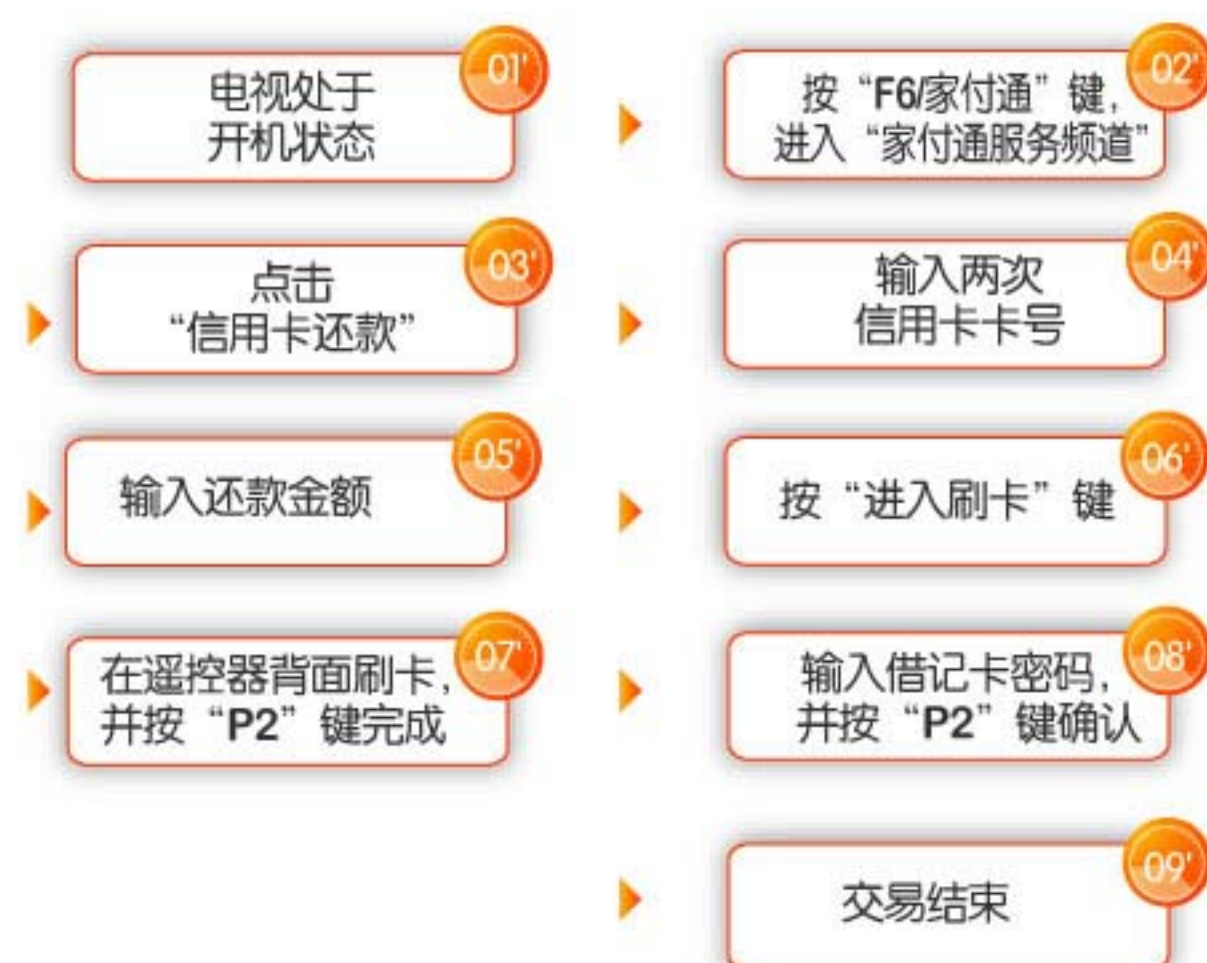 01'
电视处于
开机状态
02'
按“F6/家付通”键,
进入“家付通服务频道”
03'
点击
“信用卡还款”
04'
输入两次
信用卡卡号
05'
输入还款金额
06'
按“进入刷卡”键
07'
在遥控器背面刷卡,
并按“P2”键完成
08'
输入借记卡密码,
并按“P2”键确认
09'
交易结束